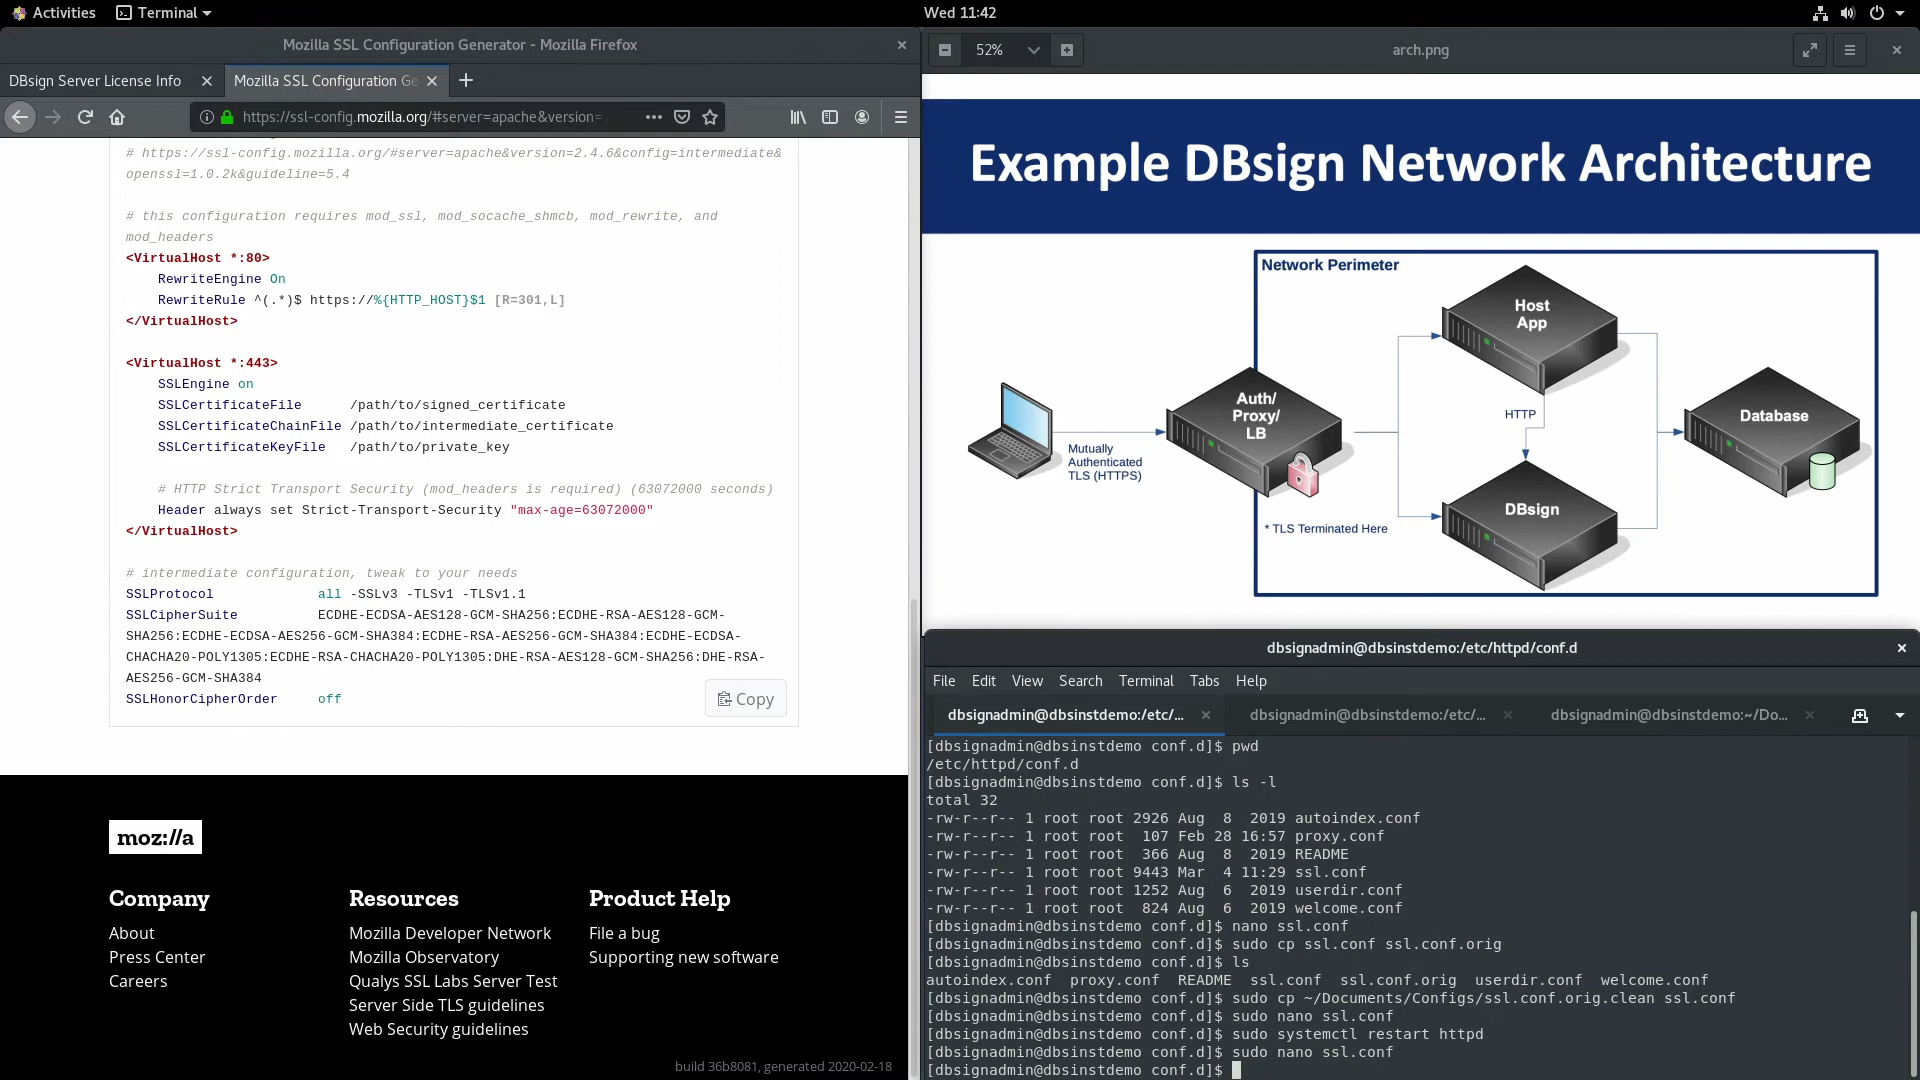 Activities
Terminal
Wed 11:42
Mozilla SSL Configuration Generator - Mozilla Firefox
DBsign Server License Info
Mozilla SSL Configuration Ge
https://ssl-config.mozilla.org/#server=apache&version=
# https://ssl-config.mozilla.org/#server=apache&version=2.4.6&config=intermediate&
openssl=1.0.2k&guideline=5.4
# this configuration requires mod_ssl, mod_socache_shmcb, mod_rewrite, and
mod_headers
<VirtualHost *:80>
RewriteEngine On
RewriteRule ^(.*)$ https://%{HTTP_HOST}$1 [R=301,L]
</VirtualHost>
<VirtualHost *:443>
SSLEngine on
SSLCertificateFile /path/to/signed_certificate
SSLCertificateChainFile /path/to/intermediate_certificate
SSLCertificateKeyFile /path/to/private_key
# HTTP Strict Transport Security (mod_headers is required) (63072000 seconds)
Header always set Strict-Transport-Security "max-age=63072000"
</VirtualHost>
# intermediate configuration, tweak to your needs
SSLProtocol all -SSLv3 -TLSv1 -TLSv1.1
SSLCipherSuite ECDHE-ECDSA-AES128-GCM-SHA256:ECDHE-RSA-AES128-GCM-
SHA256:ECDHE-ECDSA-AES256-GCM-SHA384:ECDHE-RSA-AES256-GCM-SHA384:ECDHE-ECDSA-
CHACHA20-POLY1305:ECDHE-RSA-CHACHA20-POLY1305:DHE-RSA-AES128-GCM-SHA256:DHE-RSA-
AES256-GCM-SHA384
SSLHonorCipherOrder off
Copy
moz://a
Company
About
Press Center
Careers
Resources
Mozilla Developer Network
Mozilla Observatory
Qualys SSL Labs Server Test
Server Side TLS guidelines
Web Security guidelines
Product Help
File a bug
Supporting new software
build 36b8081, generated 2020-02-18
52%
arch.png
Example DBsign Network Architecture
Network Perimeter
Host
App
Auth/
Proxy/
LB
Mutually
Authenticated
TLS (HTTPS)
HTTP
Database
DBsign
* TLS Terminated Here
dbsignadmin@dbsinstdemo:/etc/httpd/conf.d
File Edit View Search Terminal Tabs Help
dbsignadmin@dbsinstdemo:/etc/...
dbsignadmin@dbsinstdemo:/etc/...
dbsignadmin@dbsinstdemo:~/Do...
[dbsignadmin@dbsinstdemo conf.d]$ pwd
/etc/httpd/conf.d
[dbsignadmin@dbsinstdemo conf.d]$ ls -l
total 32
-rw-r--r-- 1 root root 2926 Aug  8  2019 autoindex.conf
-rw-r--r-- 1 root root  107 Feb 28 16:57 proxy.conf
-rw-r--r-- 1 root root  366 Aug  8  2019 README
-rw-r--r-- 1 root root 9443 Mar  4 11:29 ssl.conf
-rw-r--r-- 1 root root 1252 Aug  6  2019 userdir.conf
-rw-r--r-- 1 root root  824 Aug  6  2019 welcome.conf
[dbsignadmin@dbsinstdemo conf.d]$ nano ssl.conf
[dbsignadmin@dbsinstdemo conf.d]$ sudo cp ssl.conf ssl.conf.orig
[dbsignadmin@dbsinstdemo conf.d]$ ls
autoindex.conf  proxy.conf  README  ssl.conf  ssl.conf.orig  userdir.conf  welcome.conf
[dbsignadmin@dbsinstdemo conf.d]$ sudo cp ~/Documents/Configs/ssl.conf.orig.clean ssl.conf
[dbsignadmin@dbsinstdemo conf.d]$ sudo nano ssl.conf
[dbsignadmin@dbsinstdemo conf.d]$ sudo systemctl restart httpd
[dbsignadmin@dbsinstdemo conf.d]$ sudo nano ssl.conf
[dbsignadmin@dbsinstdemo conf.d]$